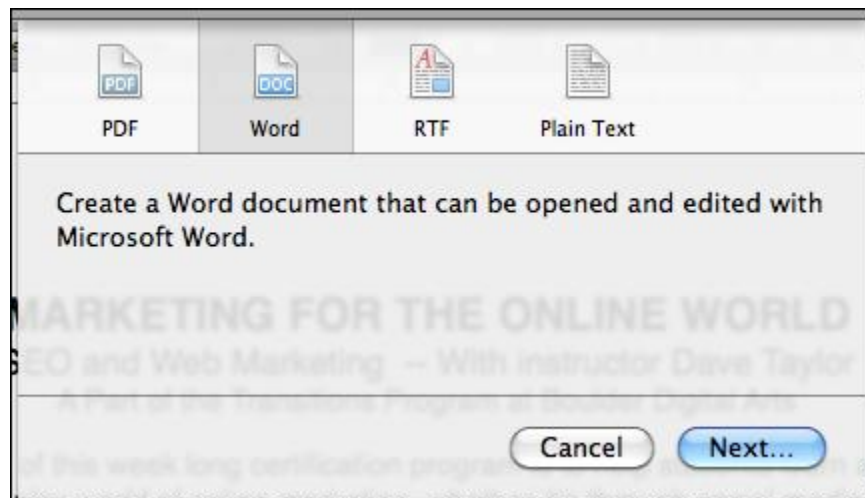 PDF
DOC
A
PDF Word RTF Plain Text
Create a Word document that can be opened and edited with
Microsoft Word.
MARKETING FOR THE ONLINE WORLD
SEO and Web Marketing -- With instructor Dave Taylor
A Part of the Transitions Program at Boulder Digital Arts
Cancel Next...
of this week long certification program